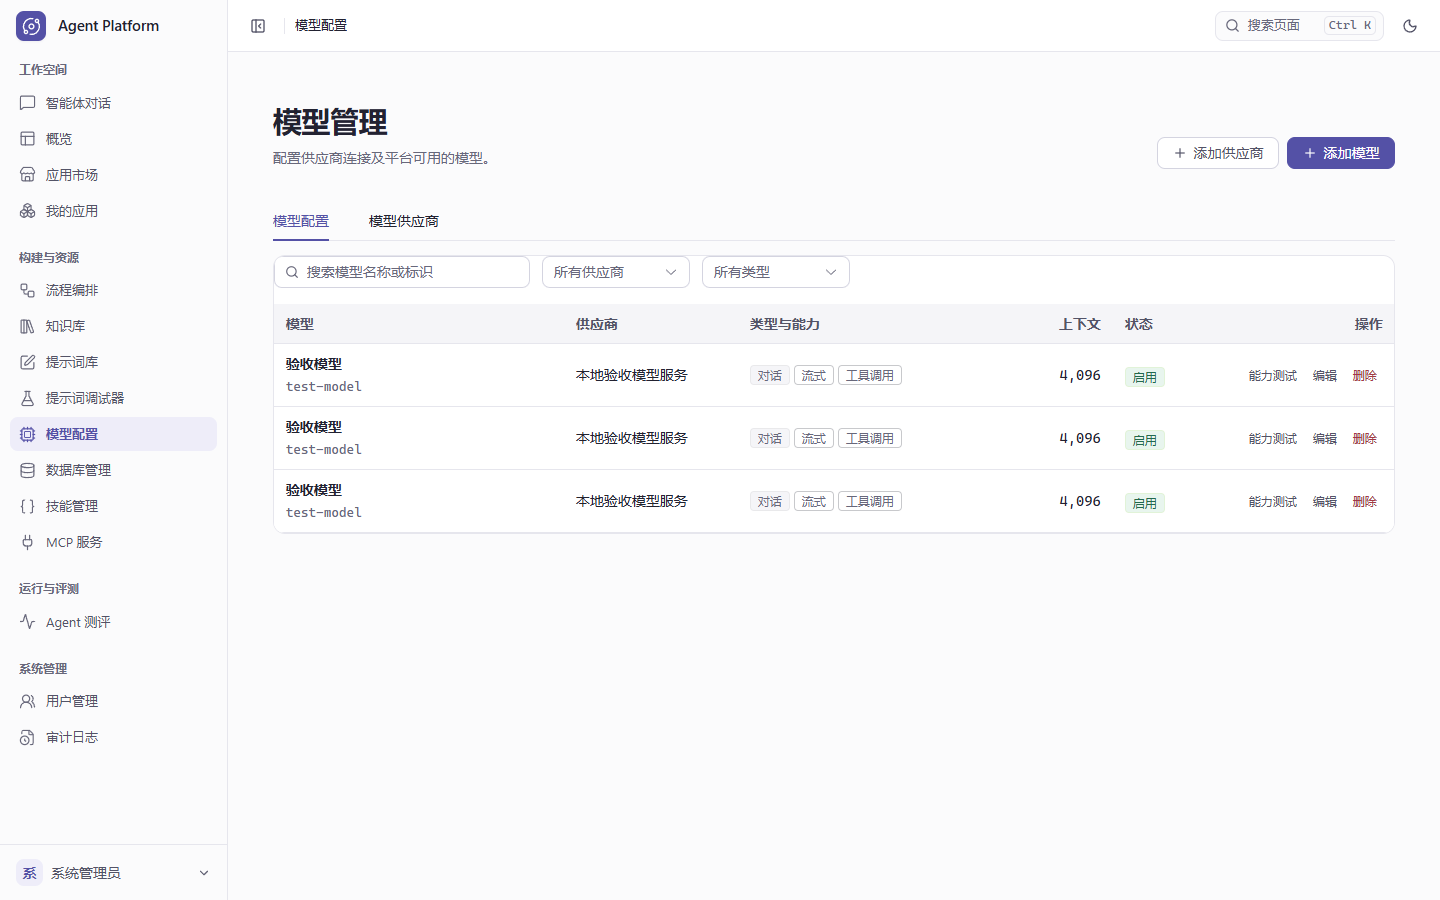 Agent Platform
工作空间
智能体对话
概览
应用市场
我的应用
构建与资源
流程编排
知识库
提示词库
提示词调试器
模型配置
数据库管理
技能管理
MCP 服务
运行与评测
Agent 测评
系统管理
用户管理
审计日志
系 系统管理员
模型配置
搜索页面 Ctrl K
模型管理
配置供应商连接及平台可用的模型。
添加供应商 添加模型
模型配置 模型供应商
搜索模型名称或标识 所有供应商 所有类型
模型 供应商 类型与能力 上下文 状态 操作
验收模型
test-model
本地验收模型服务 对话 流式 工具调用 4,096 启用 能力测试 编辑 删除
验收模型
test-model
本地验收模型服务 对话 流式 工具调用 4,096 启用 能力测试 编辑 删除
验收模型
test-model
本地验收模型服务 对话 流式 工具调用 4,096 启用 能力测试 编辑 删除